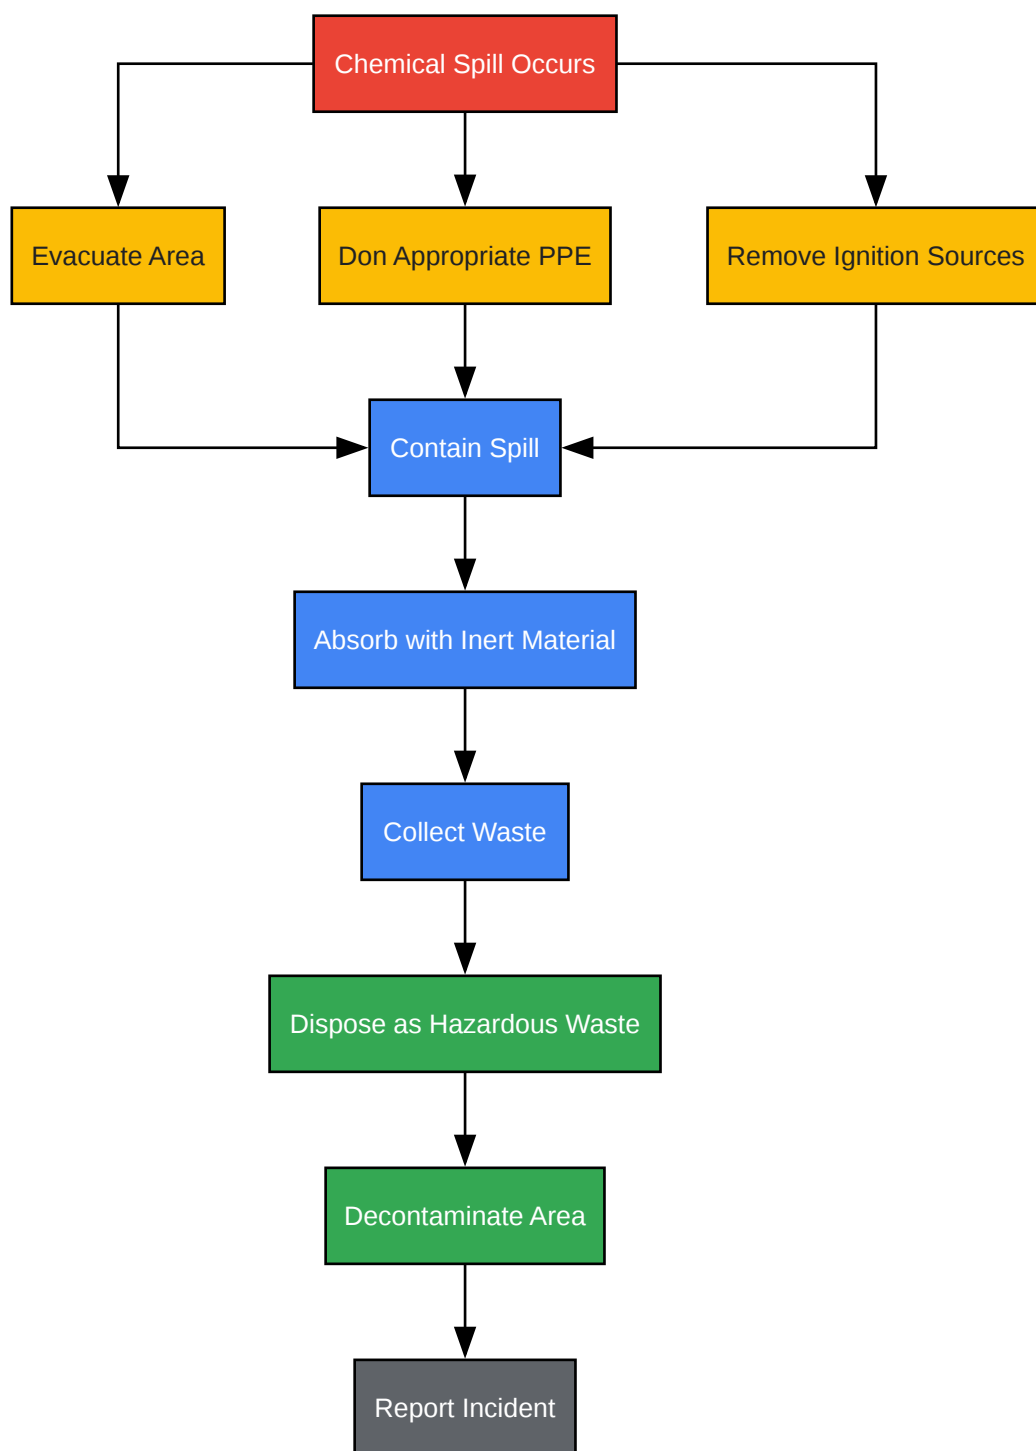 Chemical Spill Occurs
Evacuate Area
Don Appropriate PPE
Remove Ignition Sources
Contain Spill
Absorb with Inert Material
Collect Waste
Dispose as Hazardous Waste
Decontaminate Area
Report Incident